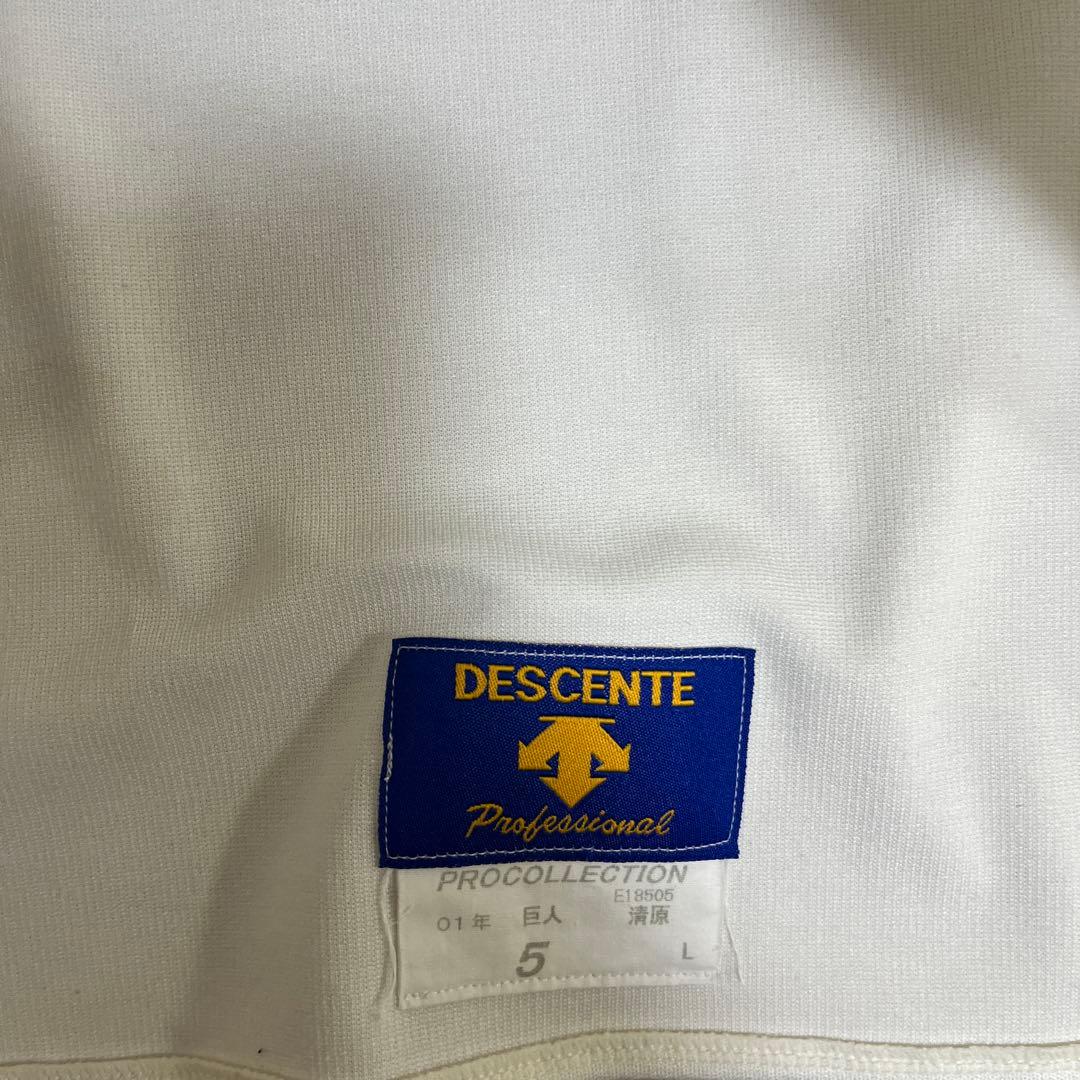 DESCENTE
Professional
PROCOLLECTION
E18505
01年 巨人 清原
5 L